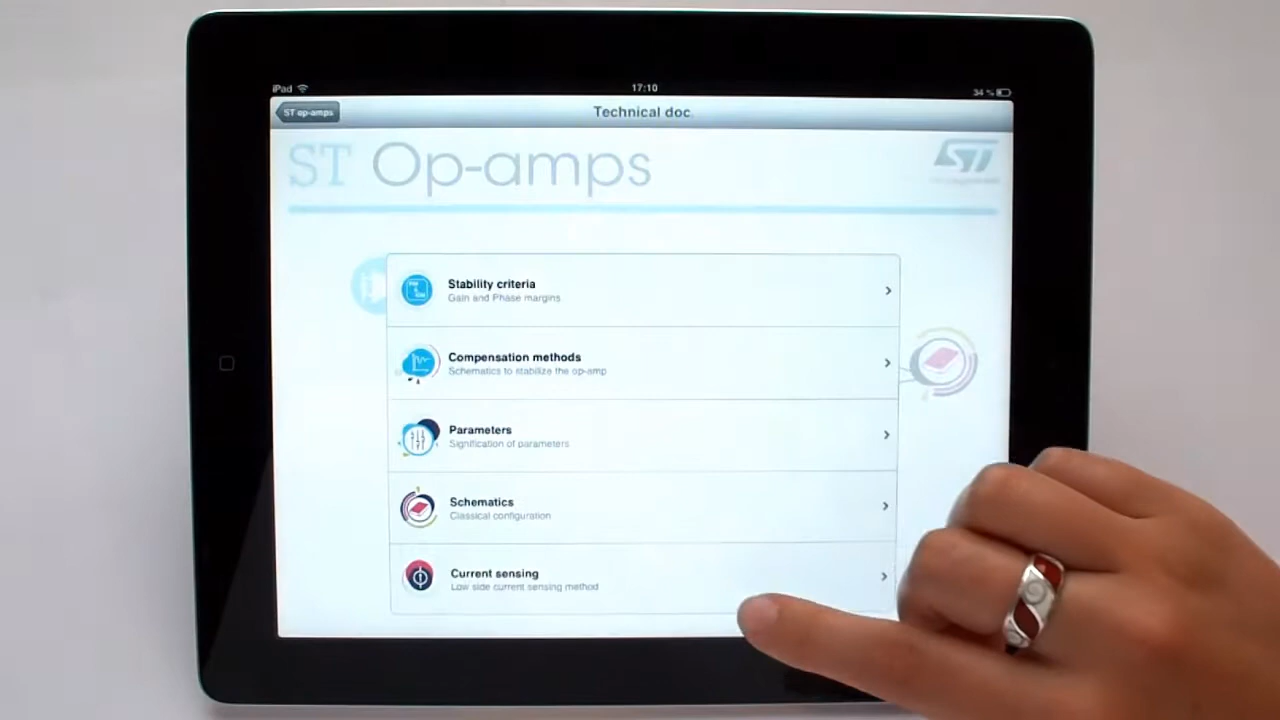 iPad
17:10
34 %
ST op-amps
Technical doc.
ST Op-amps
ST
Stability criteria
Gain and Phase margins
Compensation methods
Schematics to stabilize the op-amp
Parameters
Signification of parameters
Schematics
Classical configuration
Current sensing
Low side current sensing method